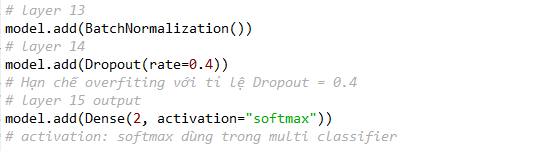 # layer 13
model.add(BatchNormalization())
# layer 14
model.add(Dropout(rate=0.4))
# Hạn chế overfiting với tỉ lệ Dropout = 0.4
# layer 15 output
model.add(Dense(2, activation="softmax"))
# activation: softmax dùng trong multi classifier